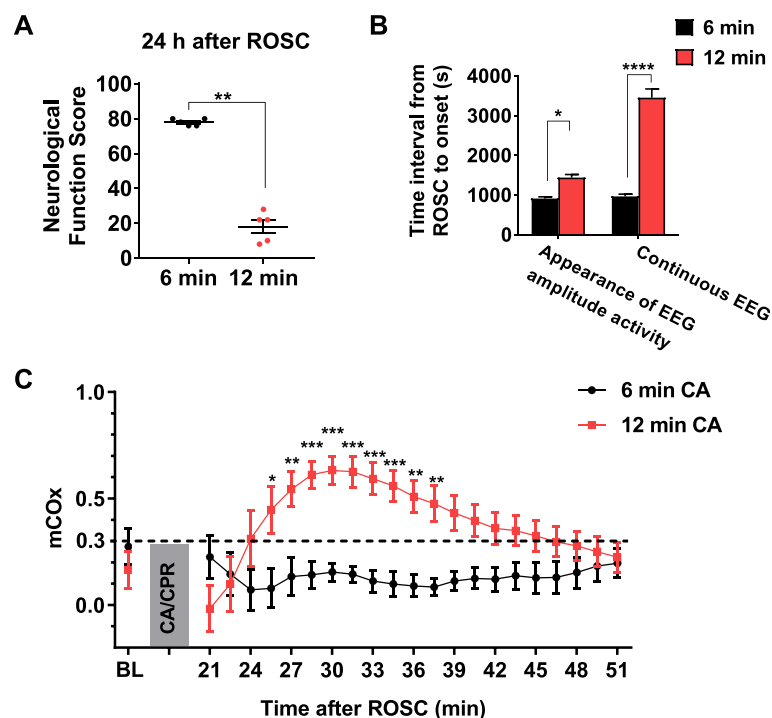 A
24 h after ROSC
Neurological
Function Score
100
80
60
40
20
0
**
6 min
12 min
B
6 min
12 min
Time interval from
ROSC to onset (s)
4000
3000
2000
1000
0
*
****
Appearance of EEG
amplitude activity
Continuous EEG
C
6 min CA
12 min CA
mCOx
1.0
0.5
0.3
0.0
CA/CPR
*
**
***
***
***
***
***
**
**
BL
21
24
27
30
33
36
39
42
45
48
51
Time after ROSC (min)